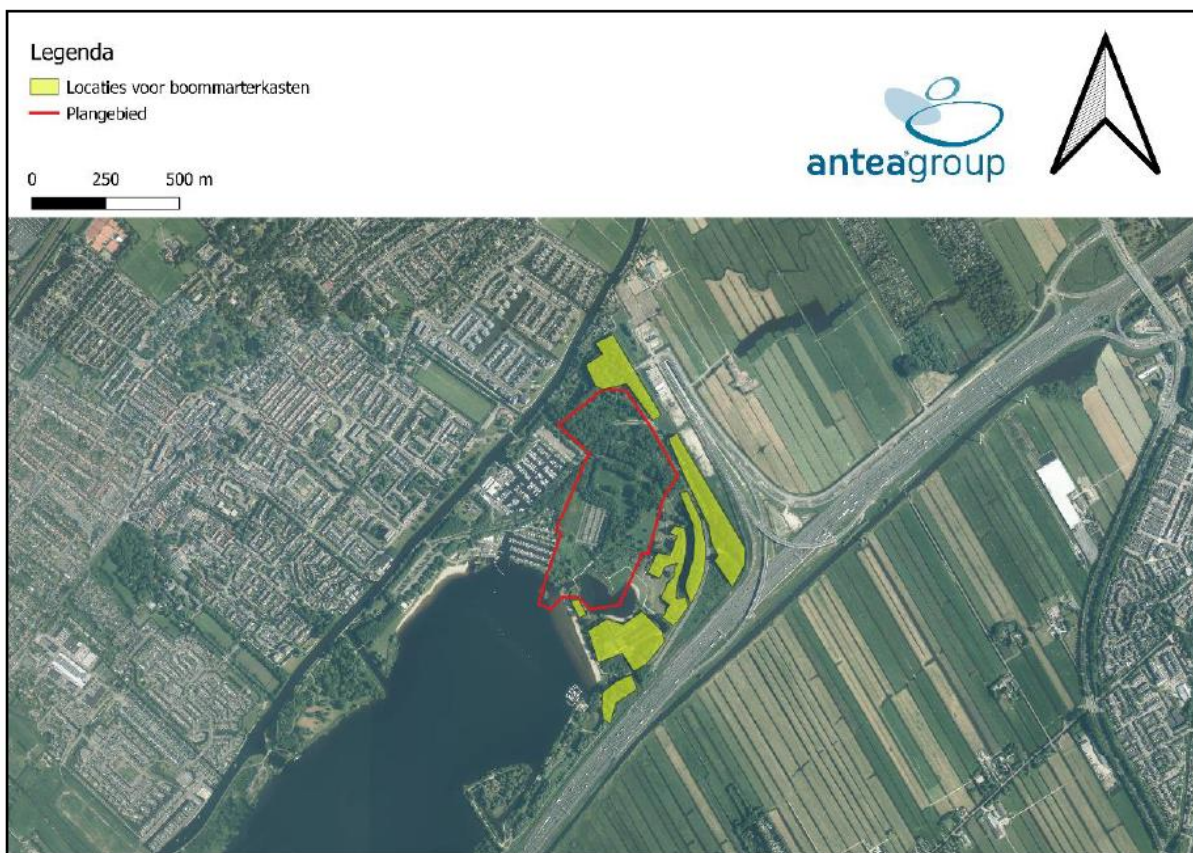 Legenda
Locaties voor boommarterkasten
Plangebied
0 250 500 m
anteagroup